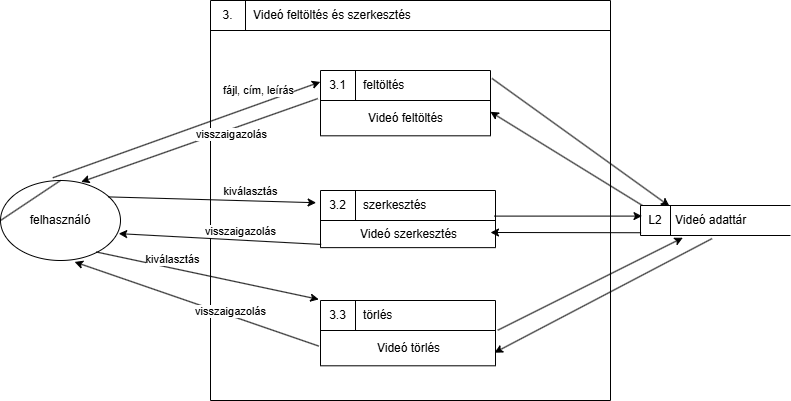 3. Videó feltöltés és szerkesztés
3.1 feltöltés
Videó feltöltés
fájl, cím, leírás
visszaigazolás
kiválasztás
3.2 szerkesztés
Videó szerkesztés
visszaigazolás
felhasználó
L2 Videó adattár
kiválasztás
visszaigazolás
3.3 törlés
Videó törlés